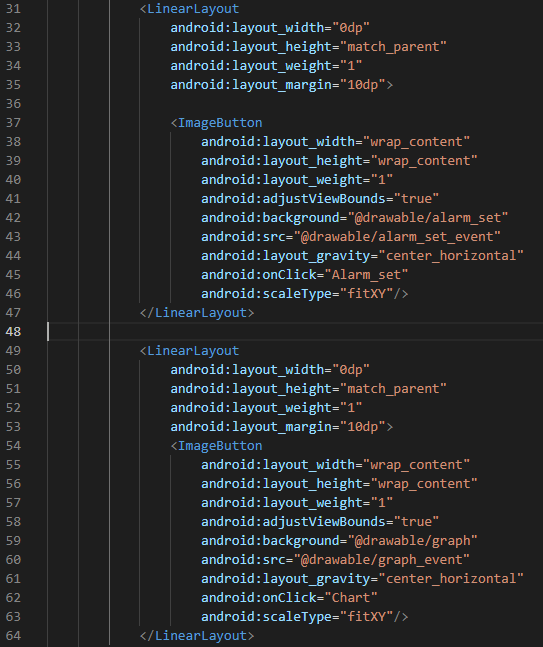 31 <LinearLayout
32 android:layout_width="0dp"
33 android:layout_height="match_parent"
34 android:layout_weight="1"
35 android:layout_margin="10dp">
36
37 <ImageButton
38 android:layout_width="wrap_content"
39 android:layout_height="wrap_content"
40 android:layout_weight="1"
41 android:adjustViewBounds="true"
42 android:background="@drawable/alarm_set"
43 android:src="@drawable/alarm_set_event"
44 android:layout_gravity="center_horizontal"
45 android:onClick="Alarm_set"
46 android:scaleType="fitXY"/>
47 </LinearLayout>
48
49 <LinearLayout
50 android:layout_width="0dp"
51 android:layout_height="match_parent"
52 android:layout_weight="1"
53 android:layout_margin="10dp">
54 <ImageButton
55 android:layout_width="wrap_content"
56 android:layout_height="wrap_content"
57 android:layout_weight="1"
58 android:adjustViewBounds="true"
59 android:background="@drawable/graph"
60 android:src="@drawable/graph_event"
61 android:layout_gravity="center_horizontal"
62 android:onClick="Chart"
63 android:scaleType="fitXY"/>
64 </LinearLayout>